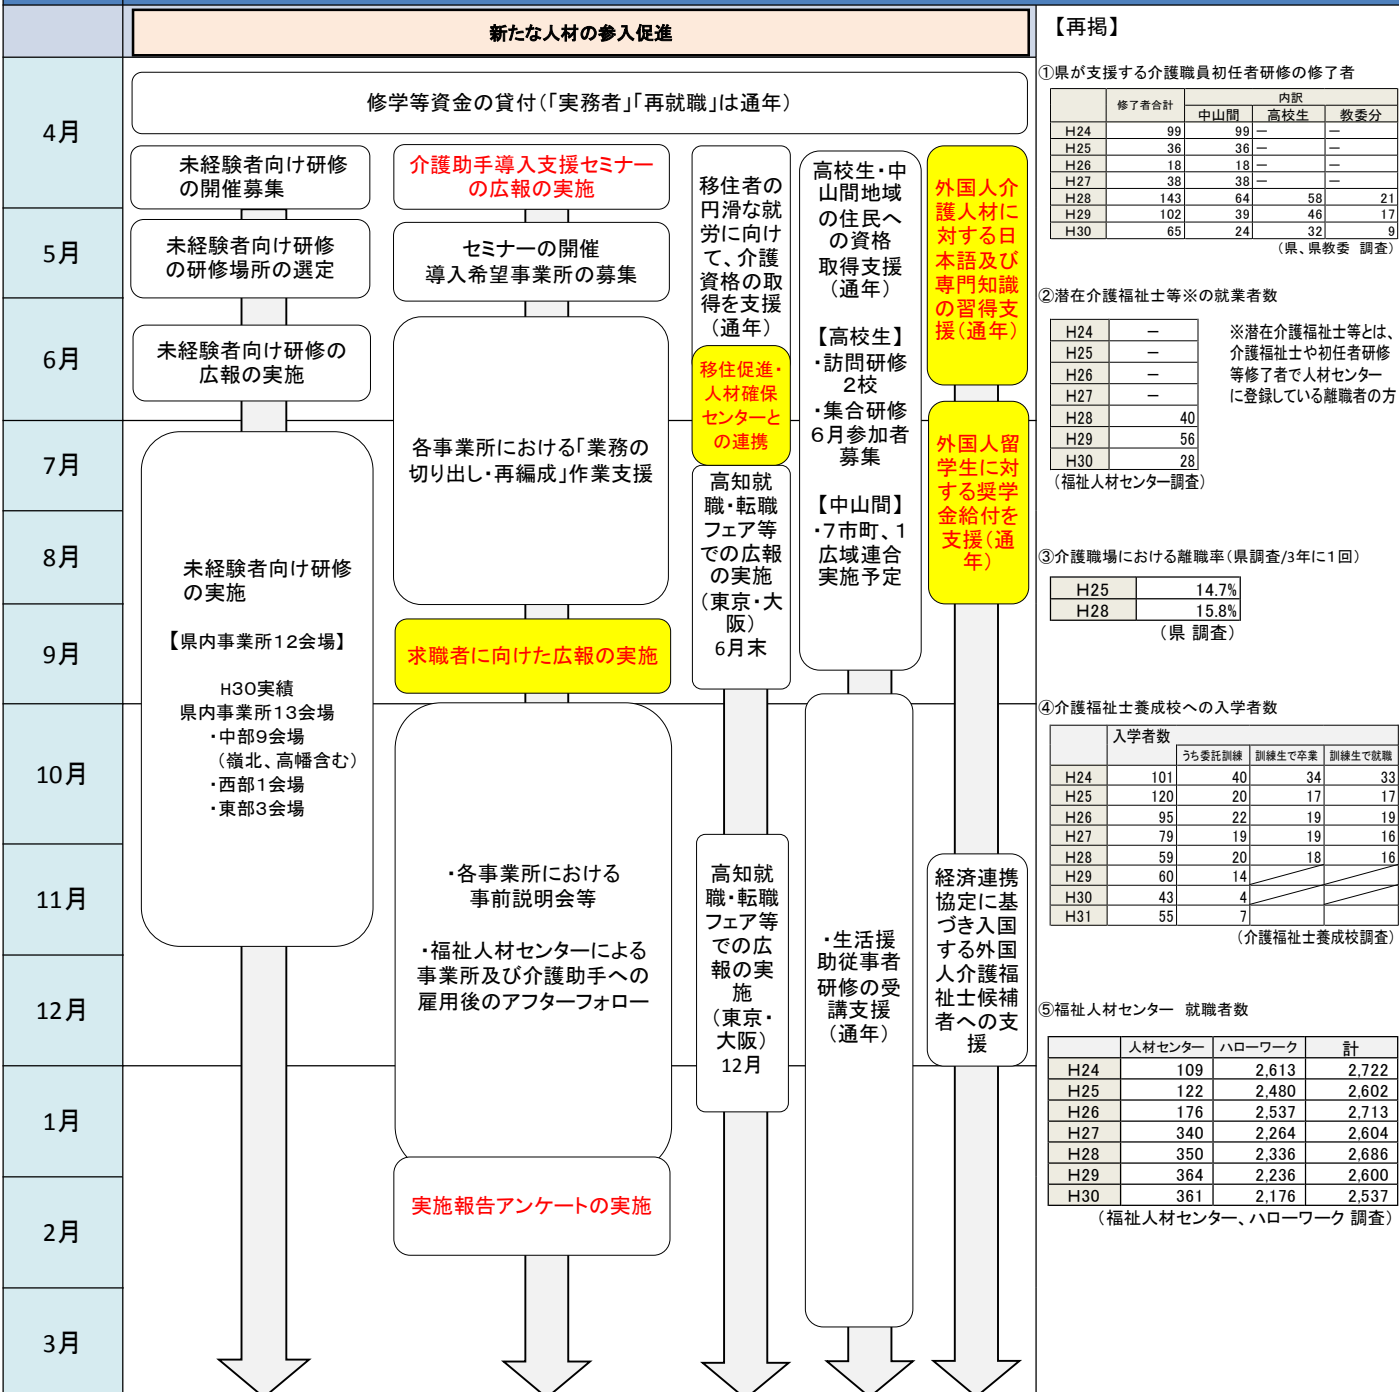 新たな人材の参入促進
4月
5月
6月
7月
8月
9月
10月
11月
12月
1月
2月
3月
修学等資金の貸付(「実務者」「再就職」は通年)
未経験者向け研修
の開催募集
未経験者向け研修
の研修場所の選定
未経験者向け研修の
広報の実施
未経験者向け研修
の実施
【県内事業所12会場】
H30実績
県内事業所13会場
・中部9会場
(嶺北、高幡含む)
・西部1会場
・東部3会場
介護助手導入支援セミナー
の広報の実施
セミナーの開催
導入希望事業所の募集
各事業所における「業務の
切り出し・再編成」作業支援
求職者に向けた広報の実施
・各事業所における
事前説明会等
・福祉人材センターによる
事業所及び介護助手への
雇用後のアフターフォロー
実施報告アンケートの実施
移住者の
円滑な就
労に向け
て、介護
資格の取
得を支援
(通年)
移住促進・
人材確保
センターと
の連携
高知就
職・転職
フェア等
での広報
の実施
(東京・大
阪)
6月末
高知就
職・転職
フェア等
での広
報の実
施
(東京・
大阪)
12月
高校生・中
山間地域
の住民へ
の資格
取得支援
(通年)
【高校生】
・訪問研修
2校
・集合研修
6月参加者
募集
【中山間】
・7市町、1
広域連合
実施予定
・生活援
助従事者
研修の受
講支援
(通年)
外国人介
護人材に
対する日
本語及び
専門知識
の習得支
援(通年)
外国人留
学生に対
する奨学
金給付を
支援(通
年)
経済連携
協定に基
づき入国
する外国
人介護福
祉士候補
者への支
援
【再掲】
①県が支援する介護職員初任者研修の修了者
修了者合計 内訳
中山間 高校生 教委分
H24 99 99 － －
H25 36 36 － －
H26 18 18 － －
H27 38 38 － －
H28 143 64 58 21
H29 102 39 46 17
H30 65 24 32 9
(県、県教委 調査)
②潜在介護福祉士等※の就業者数
H24 －
H25 －
H26 －
H27 －
H28 40
H29 56
H30 28
(福祉人材センター調査)
※潜在介護福祉士等とは、
介護福祉士や初任者研修
等修了者で人材センター
に登録している離職者の方
③介護職場における離職率(県調査/3年に1回)
H25 14.7%
H28 15.8%
(県 調査)
④介護福祉士養成校への入学者数
入学者数
うち委託訓練 訓練生で卒業 訓練生で就職
H24 101 40 34 33
H25 120 20 17 17
H26 95 22 19 19
H27 79 19 19 16
H28 59 20 18 16
H29 60 14
H30 43 4
H31 55 7
(介護福祉士養成校調査)
⑤福祉人材センター 就職者数
人材センター ハローワーク 計
H24 109 2,613 2,722
H25 122 2,480 2,602
H26 176 2,537 2,713
H27 340 2,264 2,604
H28 350 2,336 2,686
H29 364 2,236 2,600
H30 361 2,176 2,537
(福祉人材センター、ハローワーク 調査)